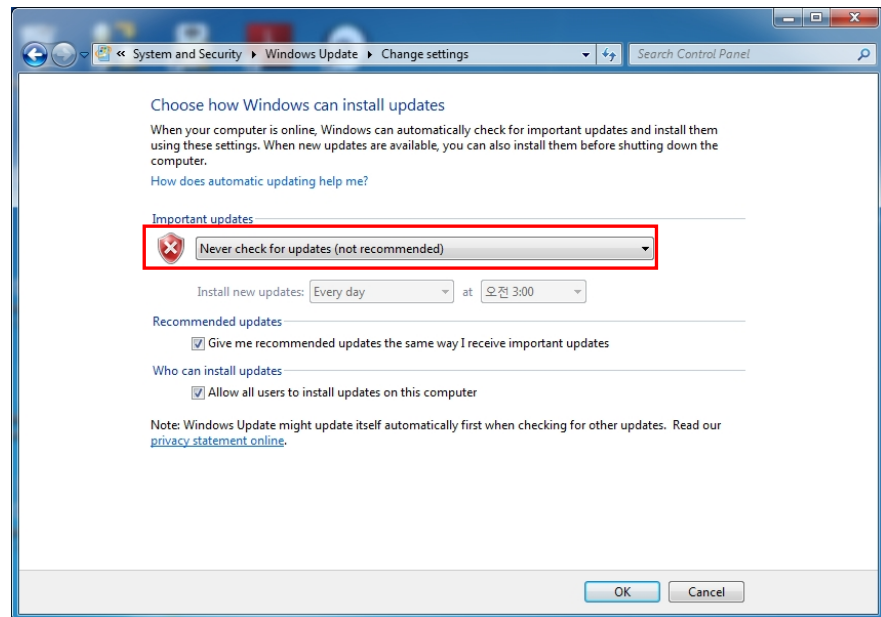 « System and Security ▸ Windows Update ▸ Change settings
Search Control Panel
Choose how Windows can install updates
When your computer is online, Windows can automatically check for important updates and install them
using these settings. When new updates are available, you can also install them before shutting down the
computer.
How does automatic updating help me?
Important updates
Never check for updates (not recommended)
Install new updates: Every day at 오전 3:00
Recommended updates
Give me recommended updates the same way I receive important updates
Who can install updates
Allow all users to install updates on this computer
Note: Windows Update might update itself automatically first when checking for other updates. Read our
privacy statement online.
OK Cancel